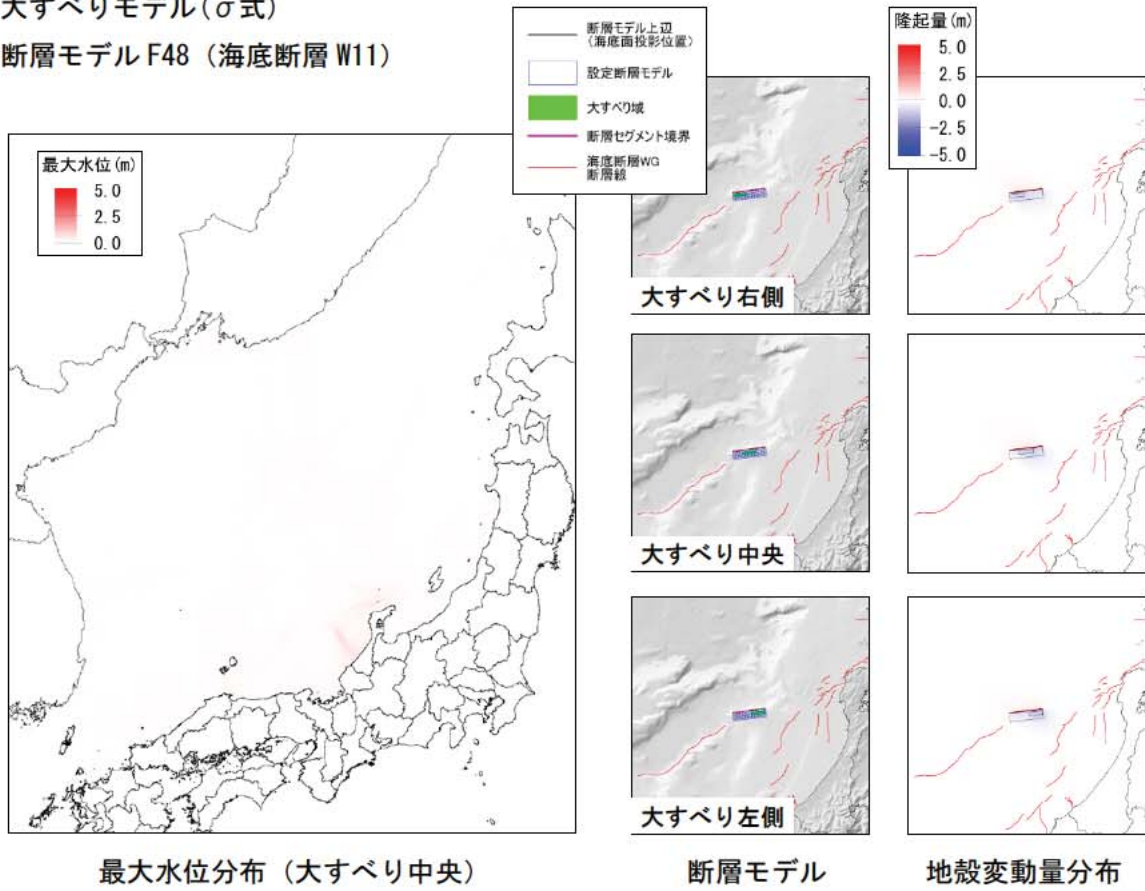 大すべりモデル(σ式)
断層モデル F48 (海底断層 W11)
断層モデル上辺
(海底面投影位置)
設定断層モデル
大すべり域
断層セグメント境界
海底断層WG
断層線
隆起量(m)
5.0
2.5
0.0
-2.5
-5.0
最大水位(m)
5.0
2.5
0.0
大すべり右側
大すべり中央
大すべり左側
最大水位分布 (大すべり中央)
断層モデル
地殻変動量分布